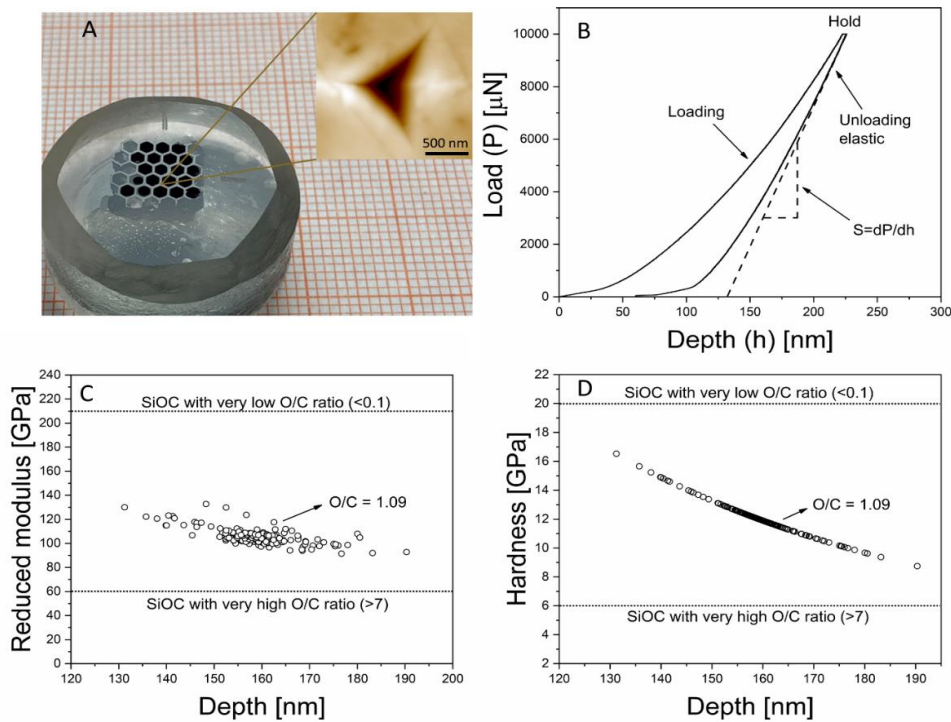 A
500 nm
B
Load (P) [μN]
10000
8000
6000
4000
2000
0
0 50 100 150 200 250 300
Depth (h) [nm]
Hold
Loading
Unloading
elastic
S=dP/dh
C
Reduced modulus [GPa]
240
220
200
180
160
140
120
100
80
60
40
20
0
120 130 140 150 160 170 180 190 200
Depth [nm]
SiOC with very low O/C ratio (<0.1)
O/C = 1.09
SiOC with very high O/C ratio (>7)
D
Hardness [GPa]
22
20
18
16
14
12
10
8
6
4
2
120 130 140 150 160 170 180 190
Depth [nm]
SiOC with very low O/C ratio (<0.1)
O/C = 1.09
SiOC with very high O/C ratio (>7)